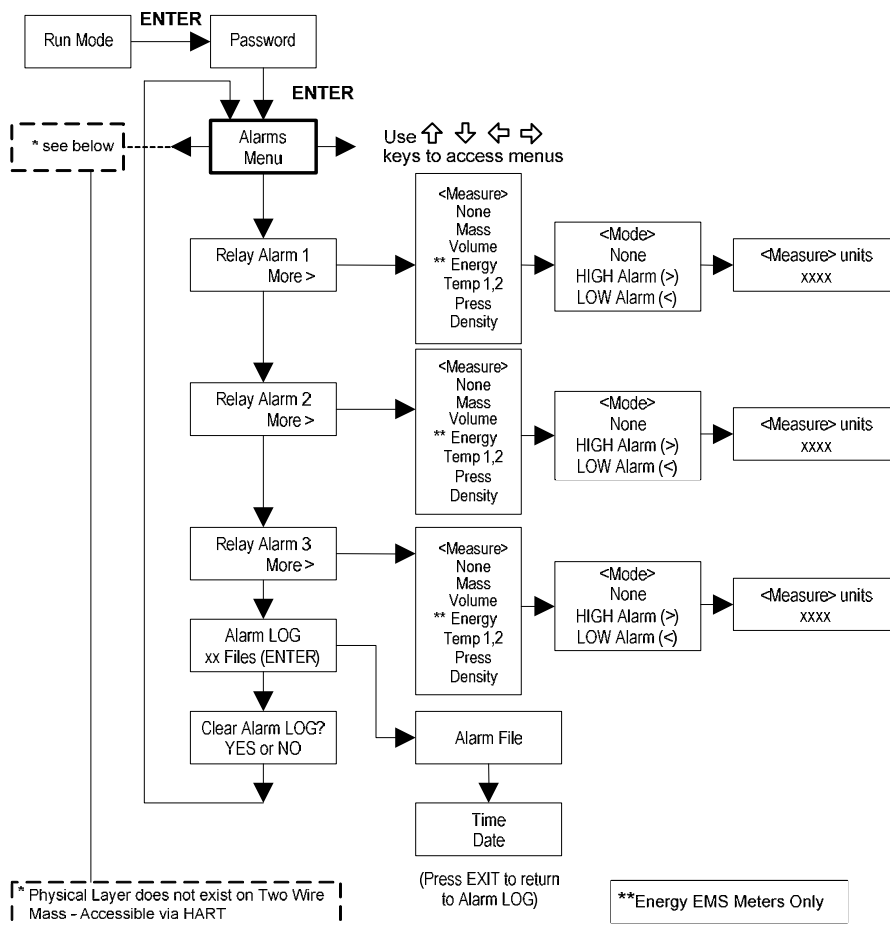 ENTER
Run Mode
Password
ENTER
* see below
Alarms
Menu
Use
keys to access menus
<Measure>
None
Mass
Volume
** Energy
Temp 1,2
Press
Density
Relay Alarm 1
More >
<Mode>
None
HIGH Alarm (>)
LOW Alarm (<)
<Measure> units
xxxx
<Measure>
None
Mass
Volume
** Energy
Temp 1,2
Press
Density
Relay Alarm 2
More >
<Mode>
None
HIGH Alarm (>)
LOW Alarm (<)
<Measure> units
xxxx
Relay Alarm 3
More >
<Measure>
None
Mass
Volume
** Energy
Temp 1,2
Press
Density
<Mode>
None
HIGH Alarm (>)
LOW Alarm (<)
<Measure> units
xxxx
Alarm LOG
xx Files (ENTER)
Clear Alarm LOG?
YES or NO
Alarm File
Time
Date
(Press EXIT to return
to Alarm LOG)
* Physical Layer does not exist on Two Wire
Mass - Accessible via HART
**Energy EMS Meters Only